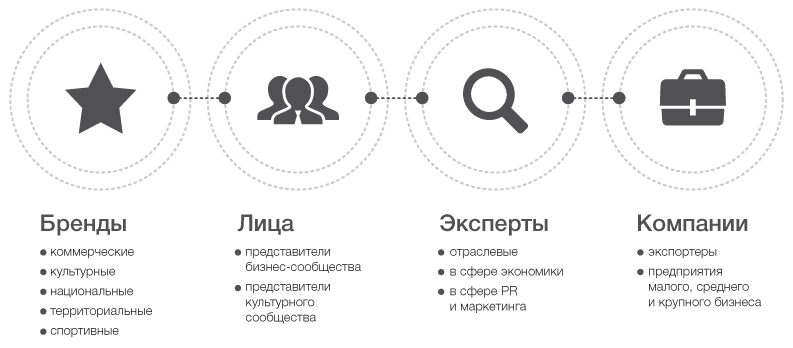 Бренды
коммерческие
культурные
национальные
территориальные
спортивные
Лица
представители
бизнес-сообщества
представители
культурного
сообщества
Эксперты
отраслевые
в сфере экономики
в сфере PR
и маркетинга
Компании
экспортеры
предприятия
малого, среднего
и крупного бизнеса